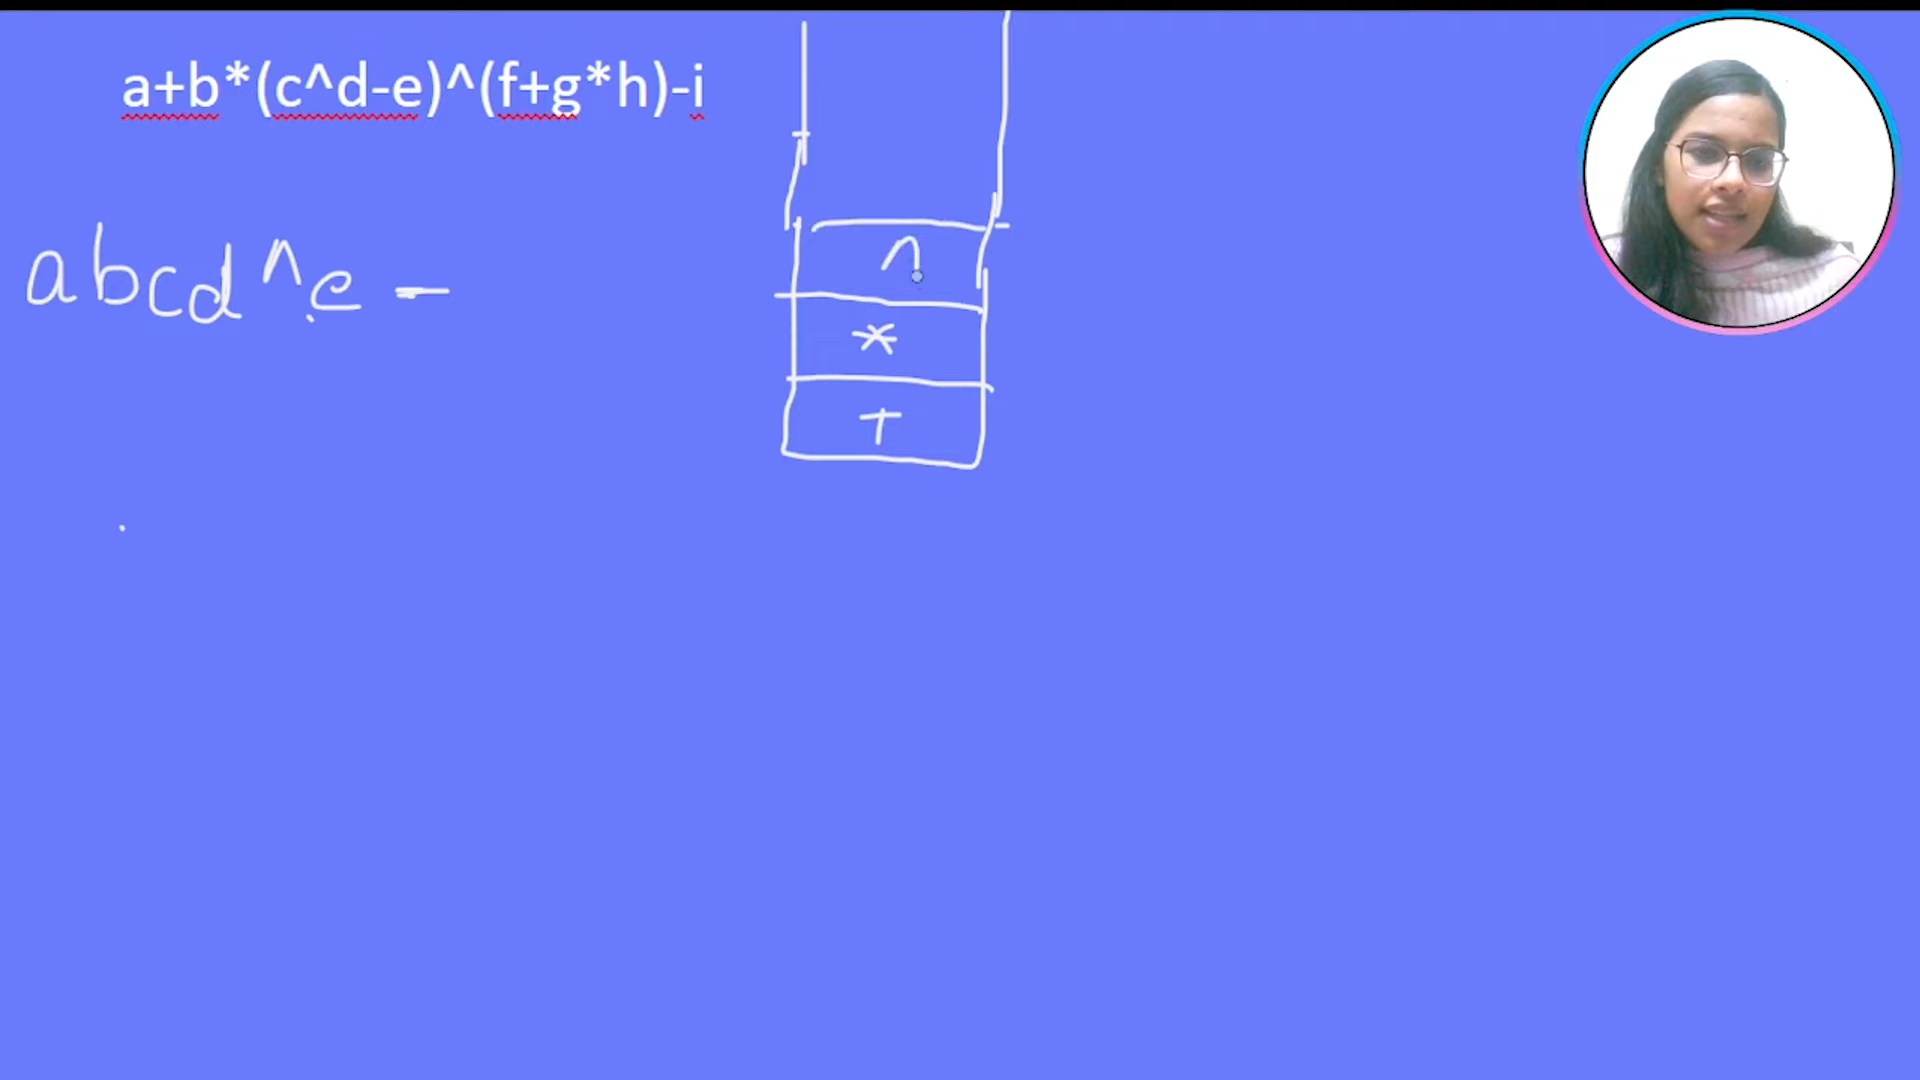 a+b*(c^d-e)^(f+g*h)-i
abcd^e-
^
*
+